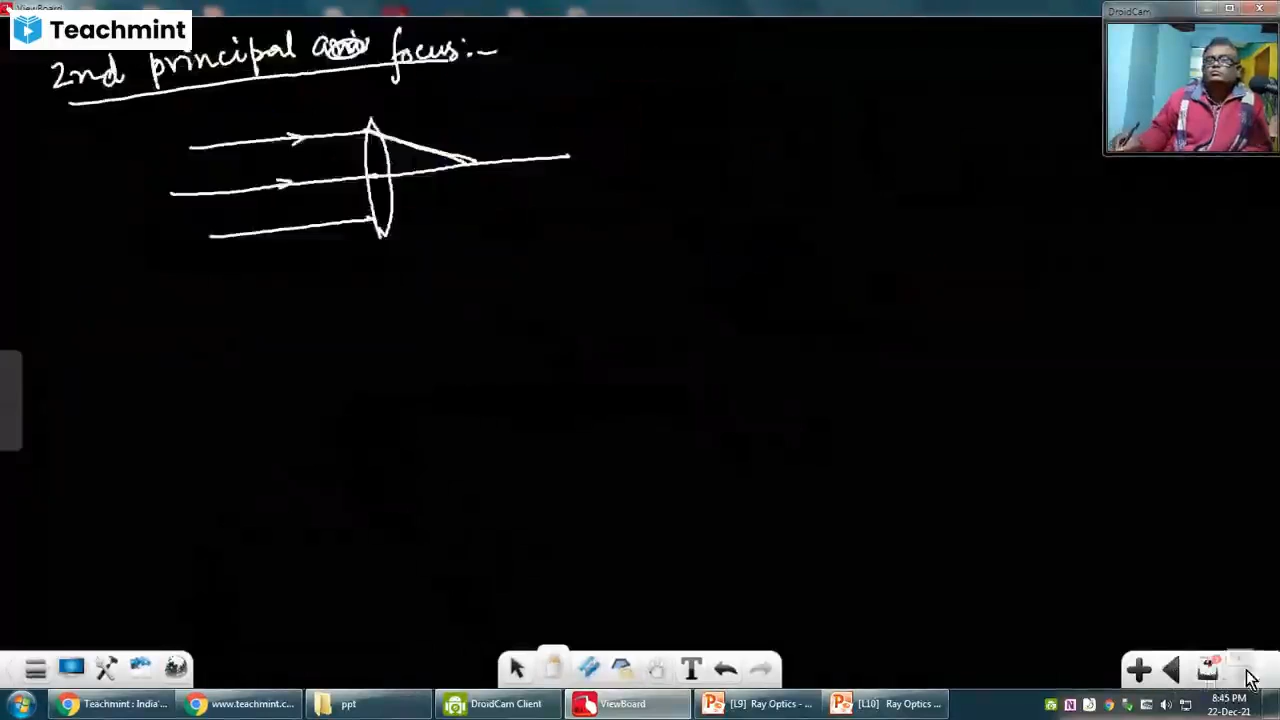 ViewBoard
Teachmint
DroidCam
2nd principal focus:-
Teachmint : India'...
www.teachmint.c...
ppt
DroidCam Client
ViewBoard
[L9] Ray Optics - ...
[L10] Ray Optics ...
8:45 PM
22-Dec-21